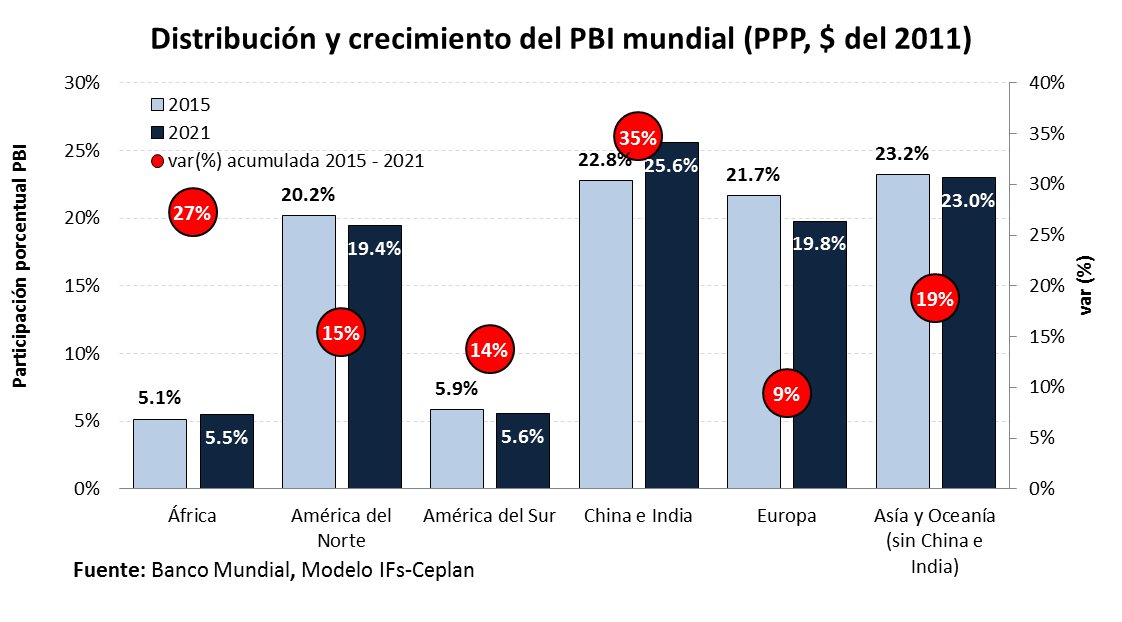 Distribución y crecimiento del PBI mundial (PPP, $ del 2011)
Participación porcentual PBI
30%
25%
20%
15%
10%
5%
0%
2015
2021
var(%) acumulada 2015 - 2021
5.1%
5.5%
27%
20.2%
19.4%
15%
5.9%
5.6%
14%
22.8%
25.6%
35%
21.7%
19.8%
9%
23.2%
23.0%
19%
40%
35%
30%
25%
20%
15%
10%
5%
0%
var (%)
África
América del
Norte
América del Sur
China e India
Europa
Asía y Oceanía
(sin China e
India)
Fuente: Banco Mundial, Modelo IFs-Ceplan